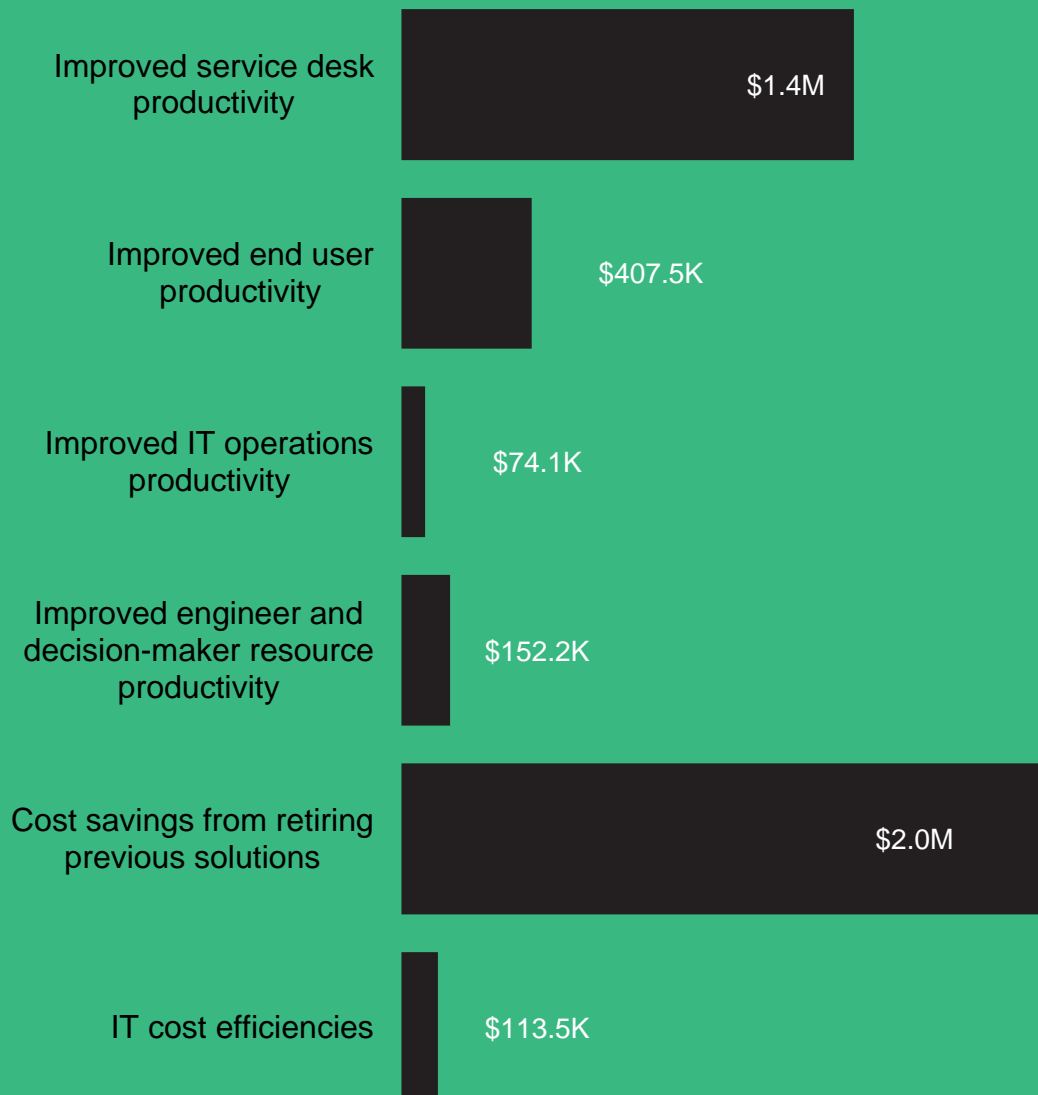 Improved service desk
productivity
$1.4M
Improved end user
productivity
$407.5K
Improved IT operations
productivity
$74.1K
Improved engineer and
decision-maker resource
productivity
$152.2K
Cost savings from retiring
previous solutions
$2.0M
IT cost efficiencies
$113.5K